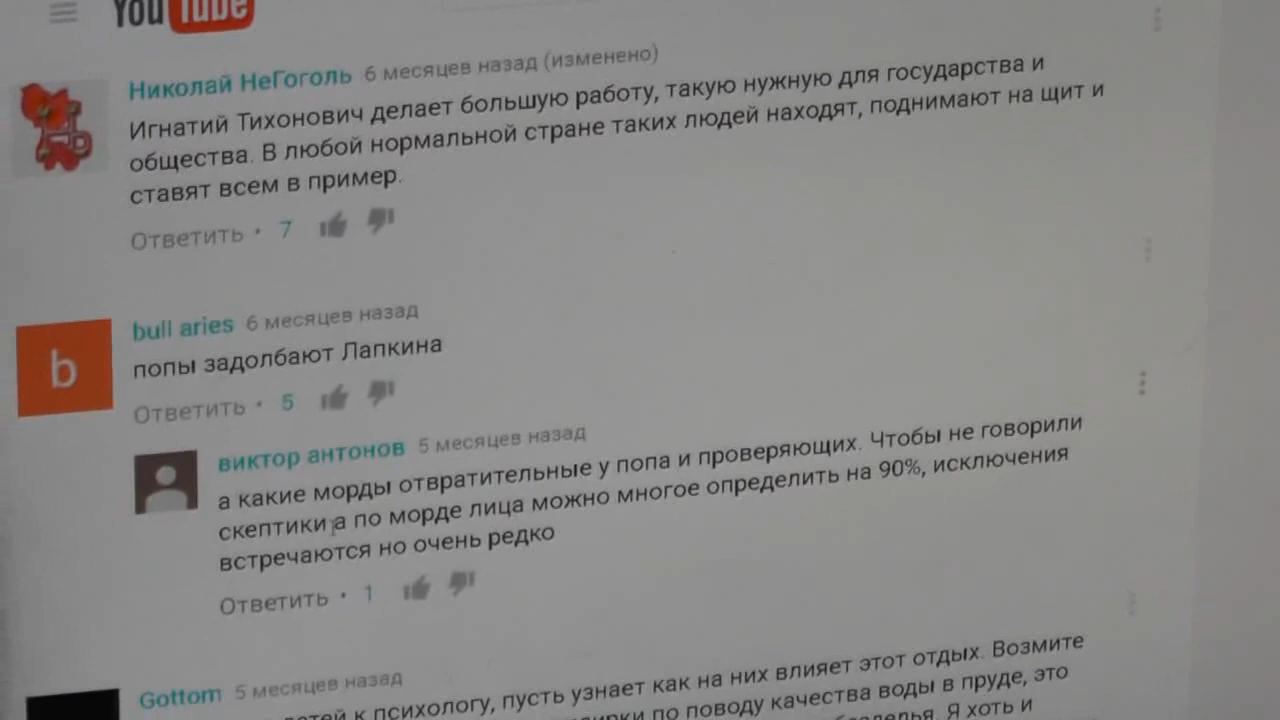 YouTube
Николай НеГоголь 6 месяцев назад (изменено)
Игнатий Тихонович делает большую работу, такую нужную для государства и
общества. В любой нормальной стране таких людей находят, поднимают на щит и
ставят всем в пример.
Ответить • 7
b
bull aries 6 месяцев назад
попы задолбают Лапкина
Ответить • 5
виктор антонов 5 месяцев назад
а какие морды отвратительные у попа и проверяющих. Чтобы не говорили
скептики а по морде лица можно многое определить на 90%, исключения
встречаются но очень редко
Ответить • 1
Gottom 5 месяцев назад
к психологу, пусть узнает как на них влияет этот отдых. Возмите
по поводу качества воды в пруде, это
Я хоть и